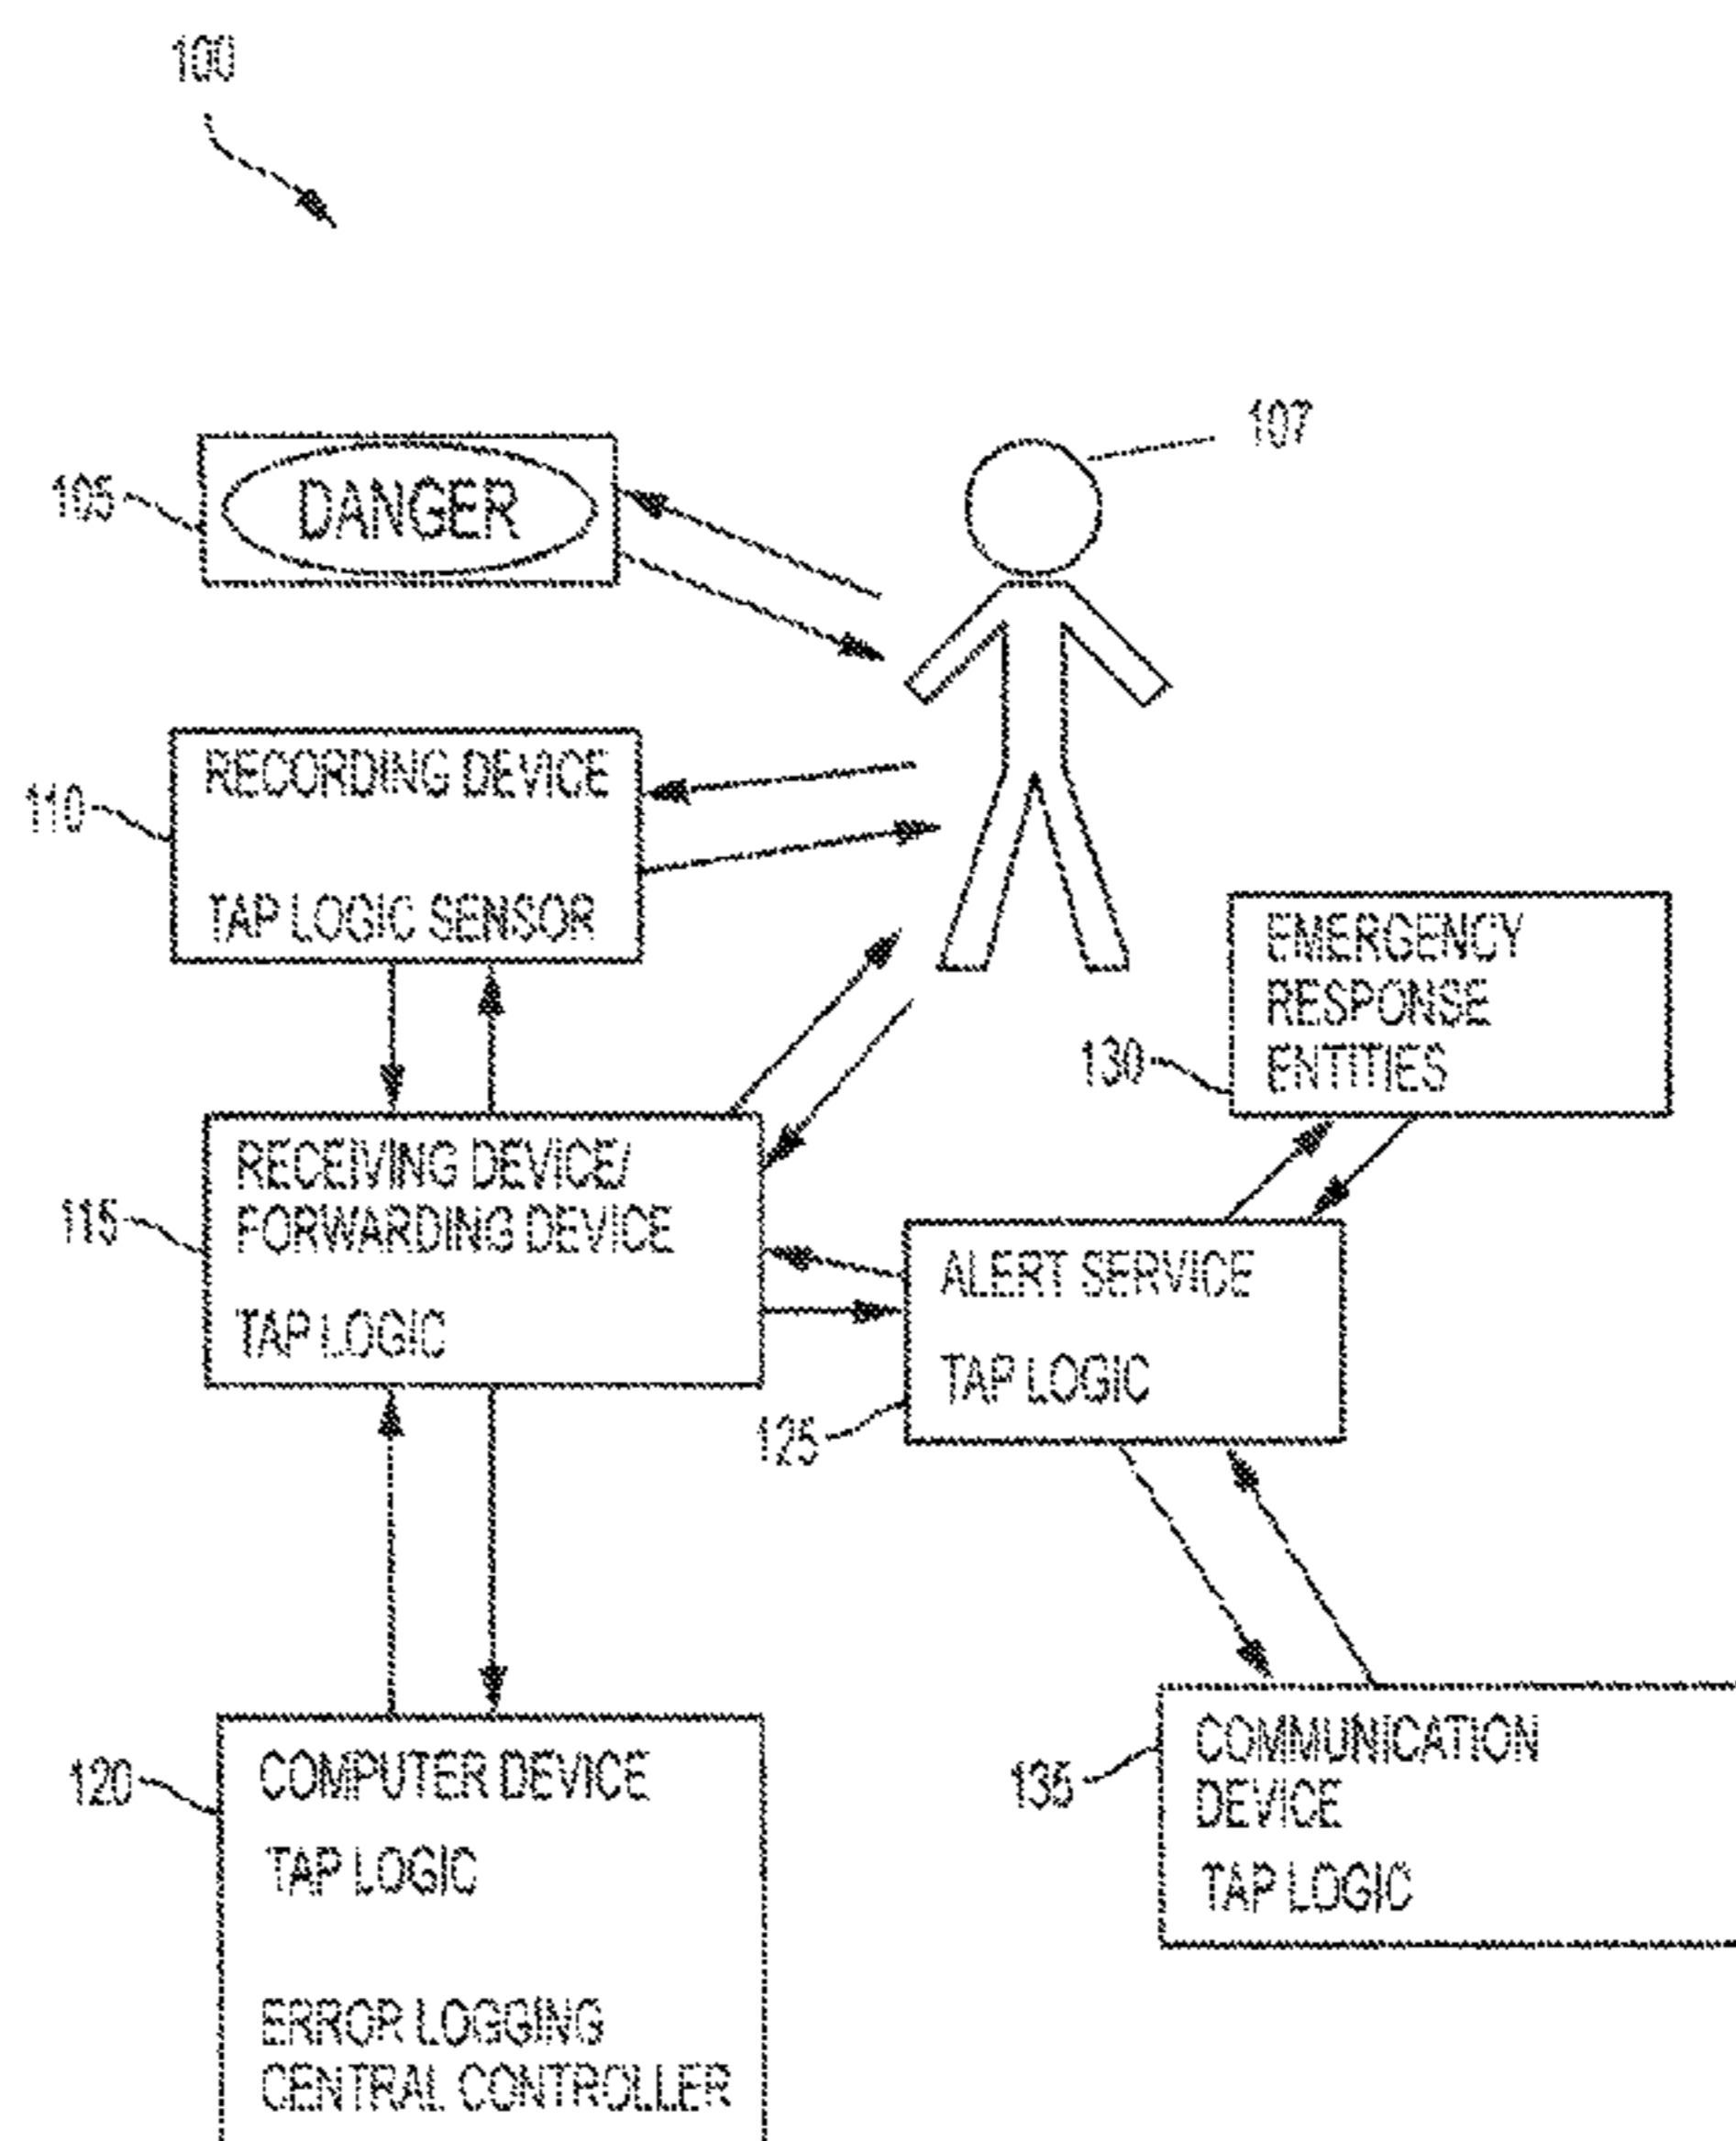 100
107
105
DANGER
RECORDING DEVICE
110
TAP LOGIC SENSOR
EMERGENCY
RESPONSE
ENTITIES
130
RECEIVING DEVICE/
FORWARDING DEVICE
115
TAP LOGIC
ALERT SERVICE
TAP LOGIC
125
COMPUTER DEVICE
120
TAP LOGIC
ERROR LOGGING
CENTRAL CONTROLLER
COMMUNICATION
DEVICE
135
TAP LOGIC